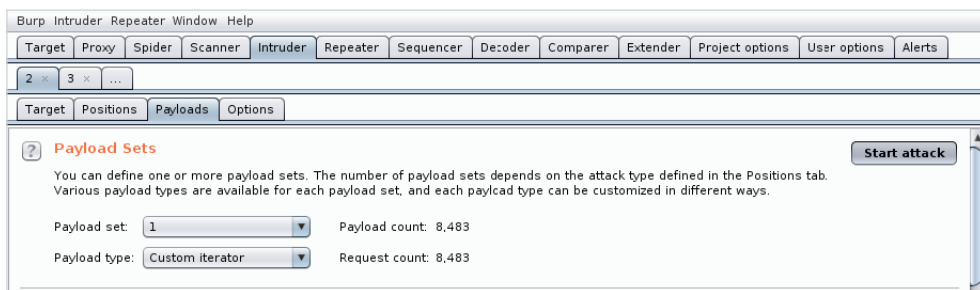 Burp Intruder Repeater Window Help
Target Proxy Spider Scanner Intruder Repeater Sequencer Decoder Comparer Extender Project options User options Alerts
2 × 3 × ...
Target Positions Payloads Options
? Payload Sets Start attack
You can define one or more payload sets. The number of payload sets depends on the attack type defined in the Positions tab.
Various payload types are available for each payload set, and each payload type can be customized in different ways.
Payload set: 1 Payload count: 8,483
Payload type: Custom iterator Request count: 8,483